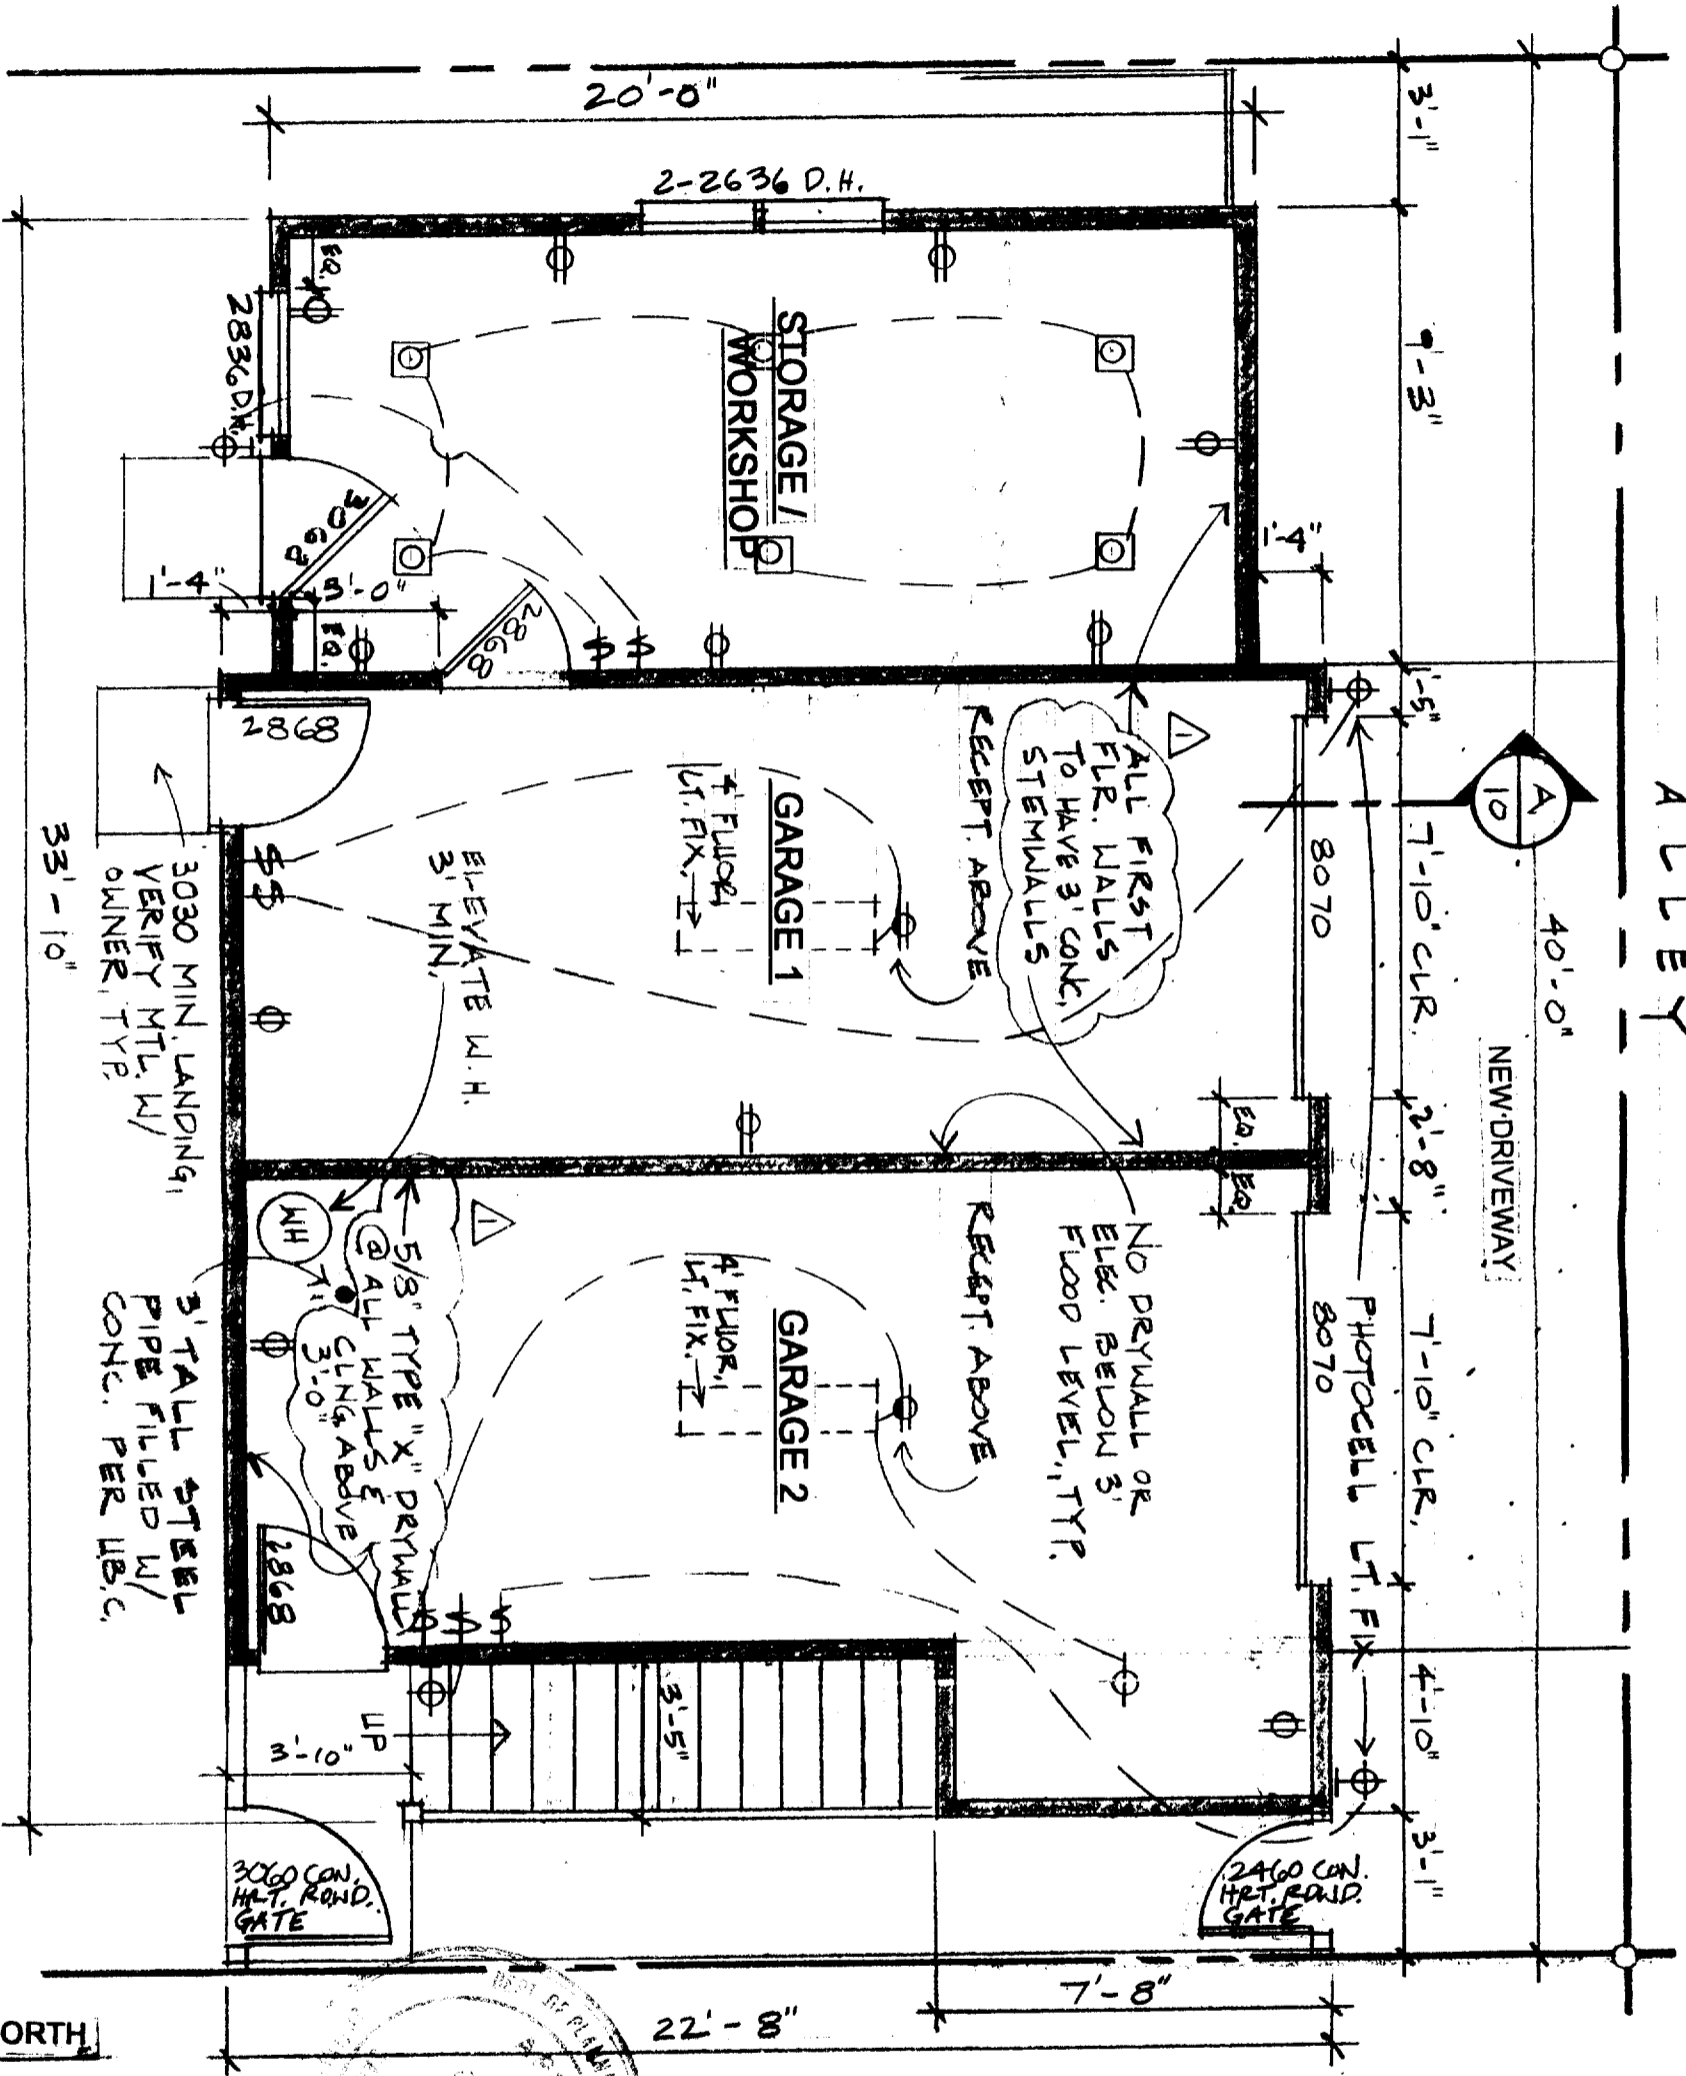 ALLEY
40'-0"
NEW DRIVEWAY
A
10
3'-1"
9'-3"
1'-5"
7'-10" CLR.
2'-8"
7'-10" CLR.
4'-10"
3'-1"
8070
8070
PHOTOCELL LT. FIX.
20'-0"
2-2636 D.H.
STORAGE /
WORKSHOP
EQ.
2836 D.H.
3068
1'-4"
3'-0"
EQ.
2868
1'-4"
$ $
ALL FIRST
FLR. WALLS
TO HAVE 3' CONC.
STEMWALLS
1
RECEPT. ABOVE
GARAGE 1
4' FLUOR.
LT. FIX.
2868
$ $
ELEVATE W.H.
3' MIN.
EQ.
EQ.
NO DRYWALL OR
ELEC. BELOW 3'
FLOOD LEVEL, TYP.
RECEPT. ABOVE
GARAGE 2
4' FLUOR.
LT. FIX.
1
5/8" TYPE "X" DRYWALL
@ ALL WALLS &
CLNG. ABOVE
3'-0"
WH
2868
$ $ $
3030 MIN. LANDING,
VERIFY MTL. W/
OWNER, TYP.
3' TALL STEEL
PIPE FILLED W/
CONC. PER U.B.C.
33'-10"
UP
3'-10"
3'-5"
3060 CON.
HRT. RDWD.
GATE
2460 CON.
HRT. RDWD.
GATE
7'-8"
22'-8"
ORTH